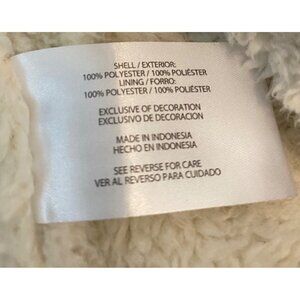 SHELL / EXTERIOR:
100% POLYESTER / 100% POLIÉSTER
LINING / FORRO:
100% POLYESTER / 100% POLIÉSTER
EXCLUSIVE OF DECORATION
EXCLUSIVO DE DECORACION
MADE IN INDONESIA
HECHO EN INDONESIA
SEE REVERSE FOR CARE
VER AL REVERSO PARA CUIDADO